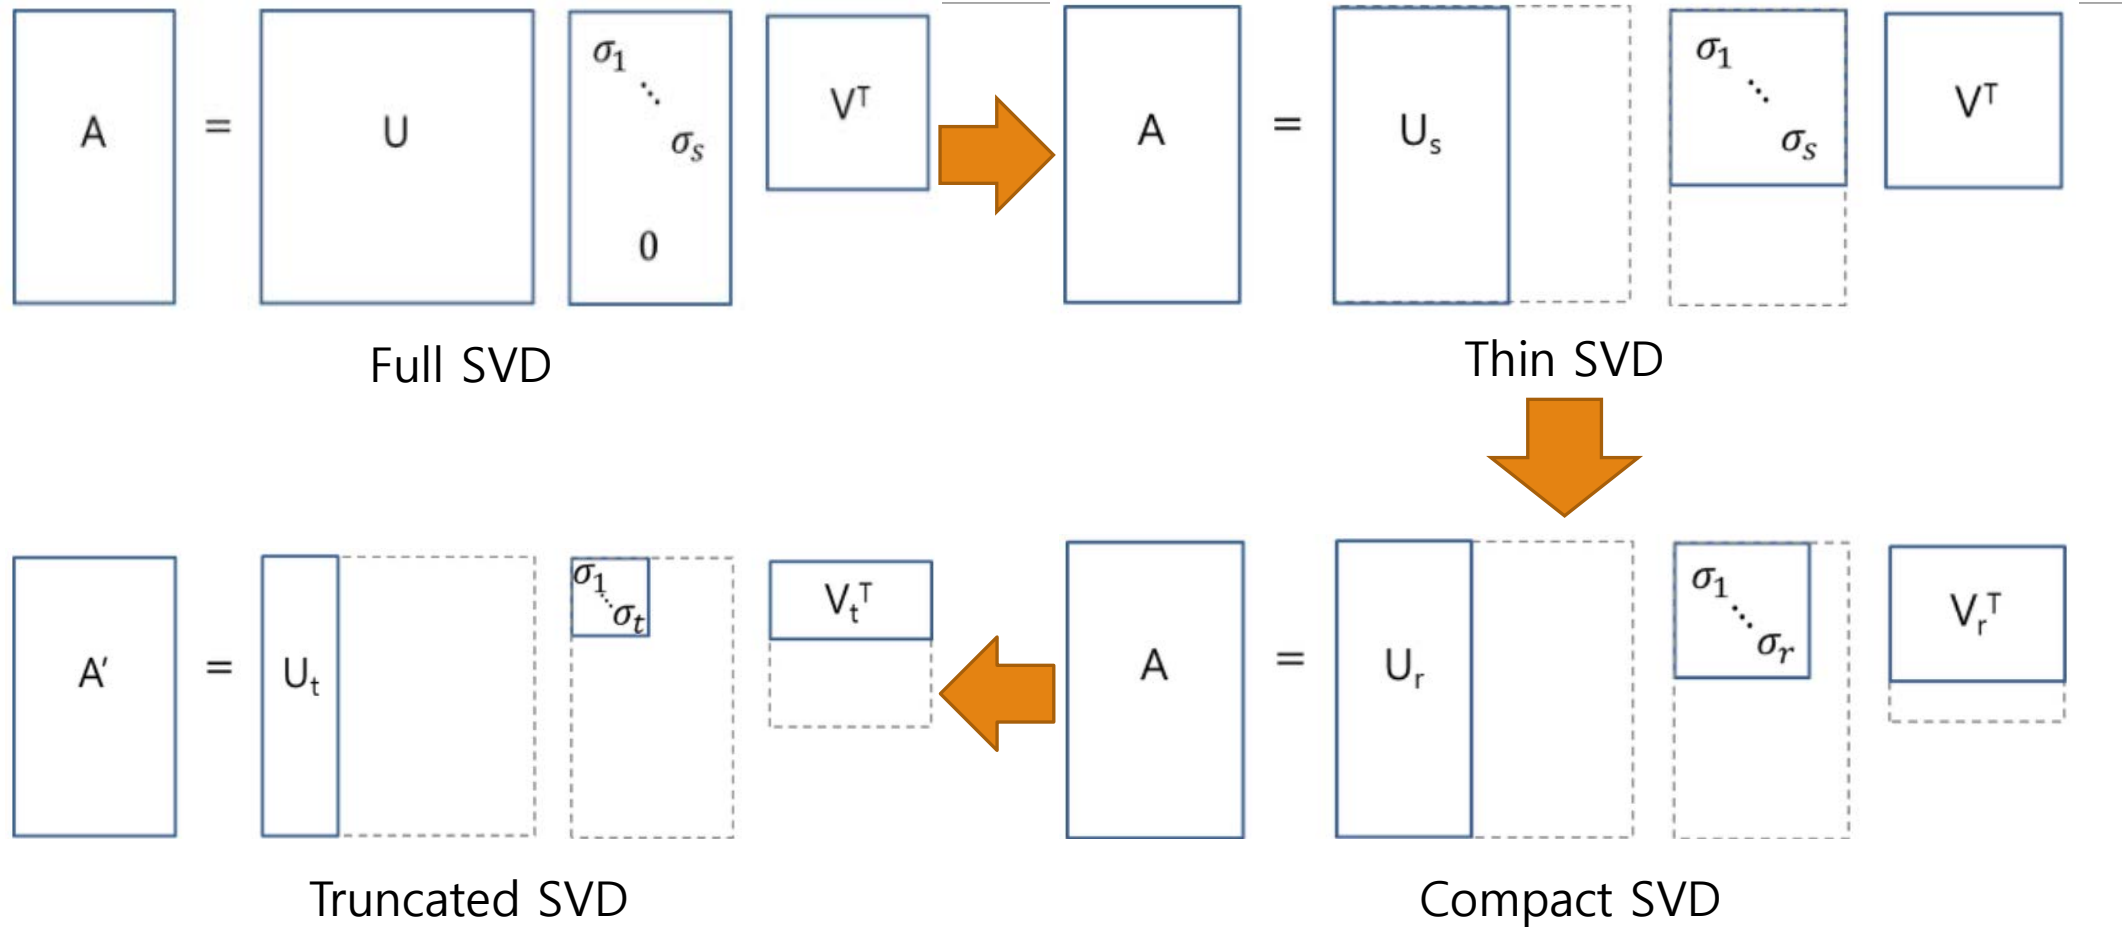 A = U σ₁ ⋱ σₛ 0 Vᵀ
Full SVD
A = Uₛ σ₁ ⋱ σₛ Vᵀ
Thin SVD
A′ = Uₜ σ₁ ⋱ σₜ Vₜᵀ
Truncated SVD
A = Uᵣ σ₁ ⋱ σᵣ Vᵣᵀ
Compact SVD